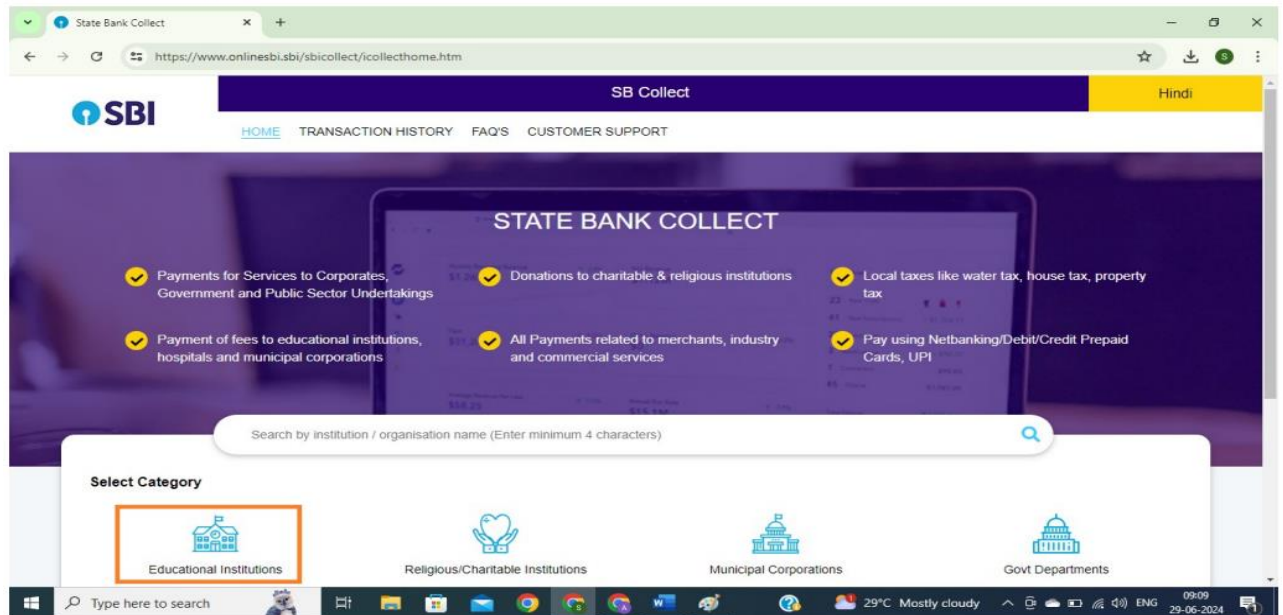 State Bank Collect
https://www.onlinesbi.sbi/sbicollect/icollecthome.htm
S
SB Collect
Hindi
SBI
HOME TRANSACTION HISTORY FAQ'S CUSTOMER SUPPORT
STATE BANK COLLECT
Payments for Services to Corporates,
Government and Public Sector Undertakings
Donations to charitable & religious institutions
Local taxes like water tax, house tax, property
tax
Payment of fees to educational institutions,
hospitals and municipal corporations
All Payments related to merchants, industry
and commercial services
Pay using Netbanking/Debit/Credit Prepaid
Cards, UPI
Search by institution / organisation name (Enter minimum 4 characters)
Select Category
Educational Institutions
Religious/Charitable Institutions
Municipal Corporations
Govt Departments
Type here to search
29°C Mostly cloudy
ENG
09:09
29-06-2024